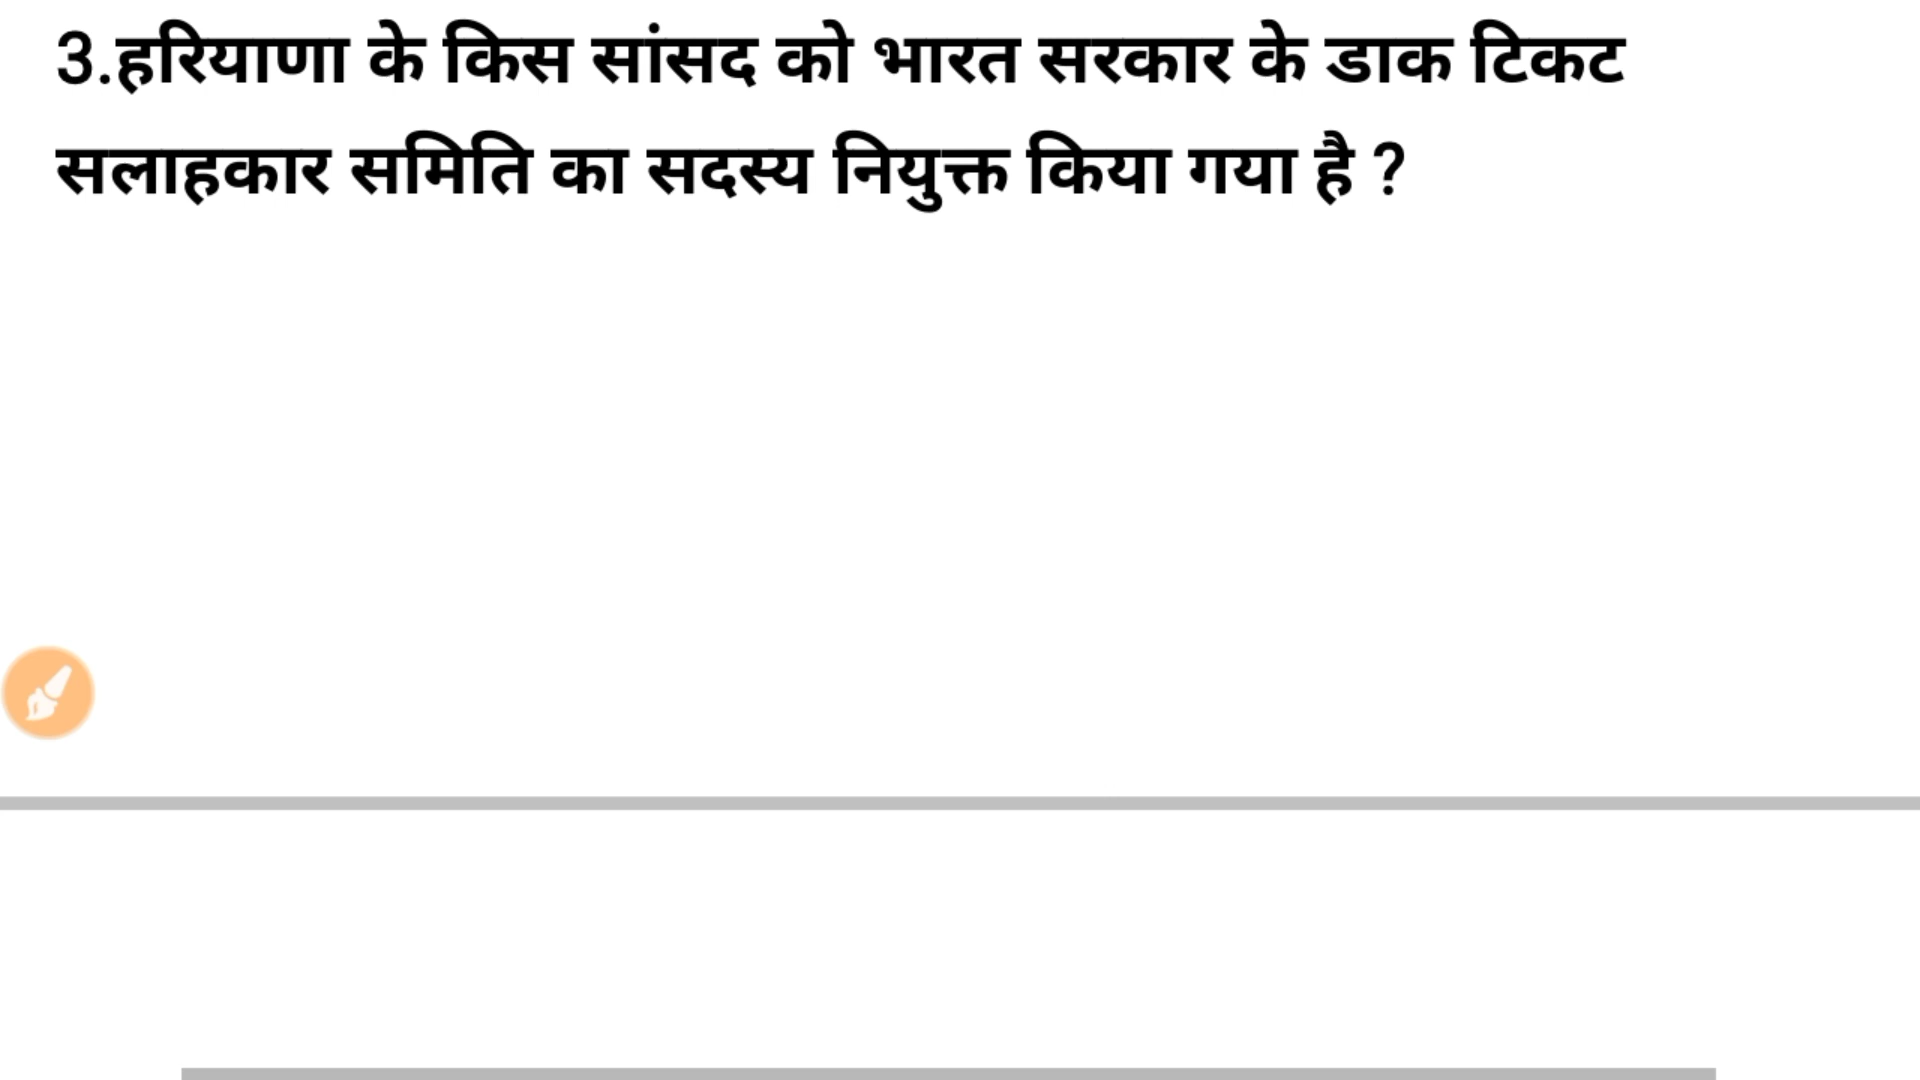 3.हरियाणा के किस सांसद को भारत सरकार के डाक टिकट
सलाहकार समिति का सदस्य नियुक्त किया गया है ?